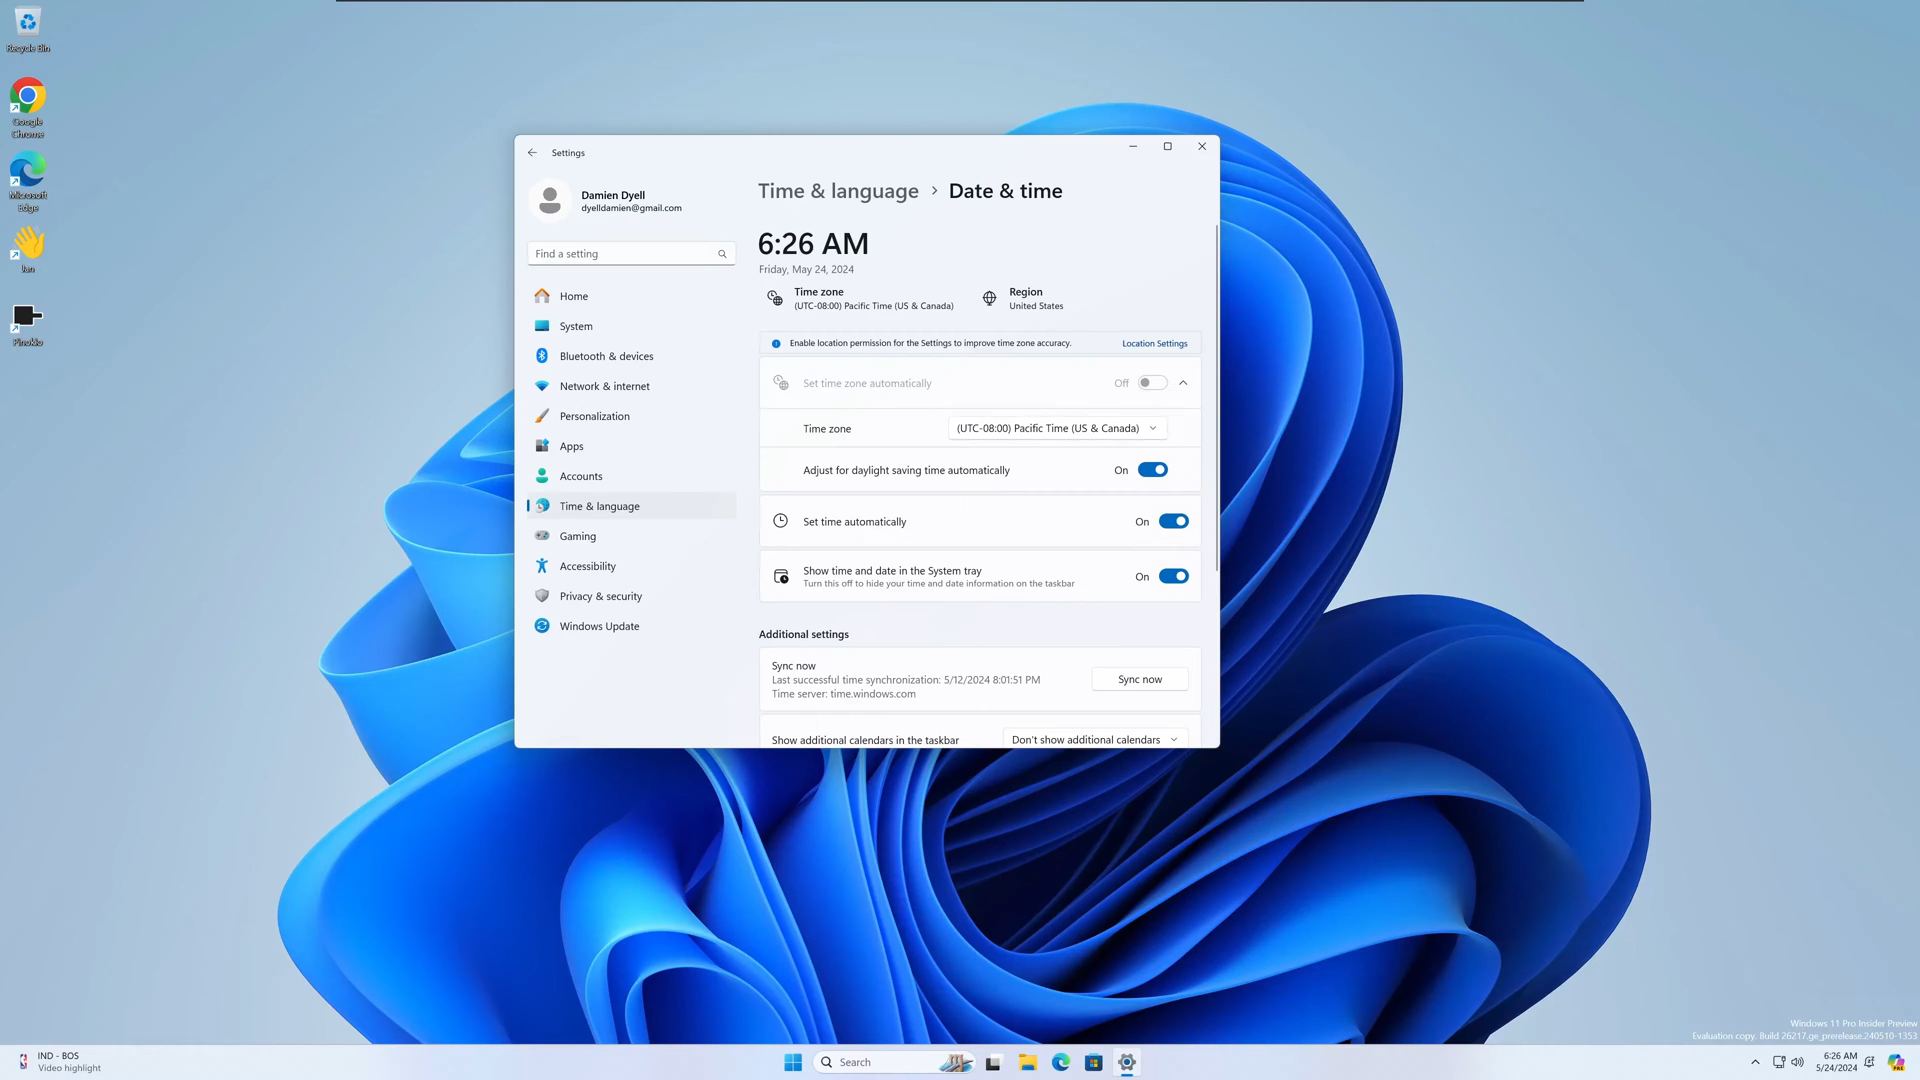 Recycle Bin
Google
Chrome
Microsoft
Edge
Jan
Pinokio
Settings
Damien Dyell
dyelldamien@gmail.com
Find a setting
Home
System
Bluetooth & devices
Network & internet
Personalization
Apps
Accounts
Time & language
Gaming
Accessibility
Privacy & security
Windows Update
Time & language > Date & time
6:26 AM
Friday, May 24, 2024
Time zone
(UTC-08:00) Pacific Time (US & Canada)
Region
United States
Enable location permission for the Settings to improve time zone accuracy. Location Settings
Set time zone automatically Off
Time zone (UTC-08:00) Pacific Time (US & Canada)
Adjust for daylight saving time automatically On
Set time automatically On
Show time and date in the System tray On
Turn this off to hide your time and date information on the taskbar
Additional settings
Sync now
Last successful time synchronization: 5/12/2024 8:01:51 PM
Time server: time.windows.com
Sync now
Show additional calendars in the taskbar Don't show additional calendars
Windows 11 Pro Insider Preview
Evaluation copy. Build 26217.ge_prerelease.240510-1353
IND - BOS
Video highlight
Search
6:26 AM
5/24/2024
PRE